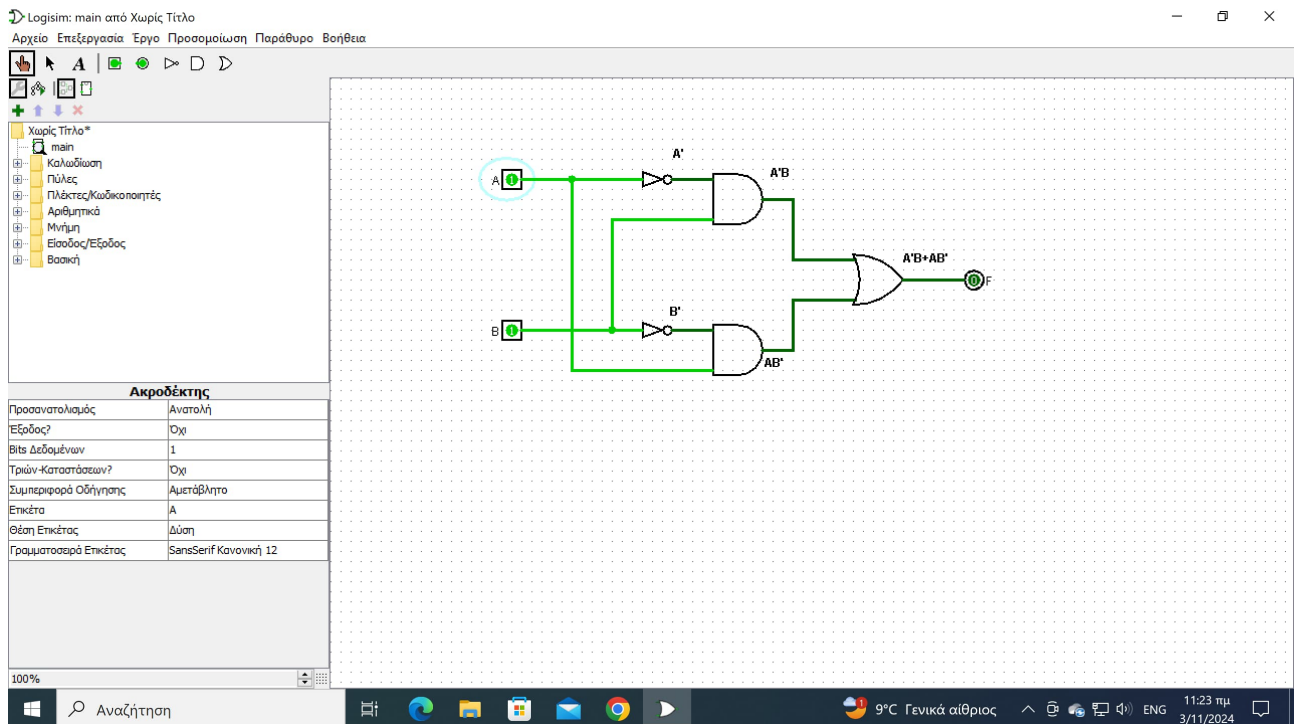 Logisim: main από Χωρίς Τίτλο
Αρχείο Επεξεργασία Έργο Προσομοίωση Παράθυρο Βοήθεια
A
Χωρίς Τίτλο*
main
Καλωδίωση
Πύλες
Πλέκτες/Κωδικοποιητές
Αριθμητικά
Μνήμη
Είσοδος/Έξοδος
Βασική
A'
A 1
A'B
A'B+AB'
0 F
B'
B 1
AB'
Ακροδέκτης
Προσανατολισμός Ανατολή
Έξοδος? Όχι
Bits Δεδομένων 1
Τριών-Καταστάσεων? Όχι
Συμπεριφορά Οδήγησης Αμετάβλητο
Ετικέτα A
Θέση Ετικέτας Δύση
Γραμματοσειρά Ετικέτας SansSerif Κανονική 12
100%
Αναζήτηση
9°C Γενικά αίθριος
ENG
11:23 πμ
3/11/2024